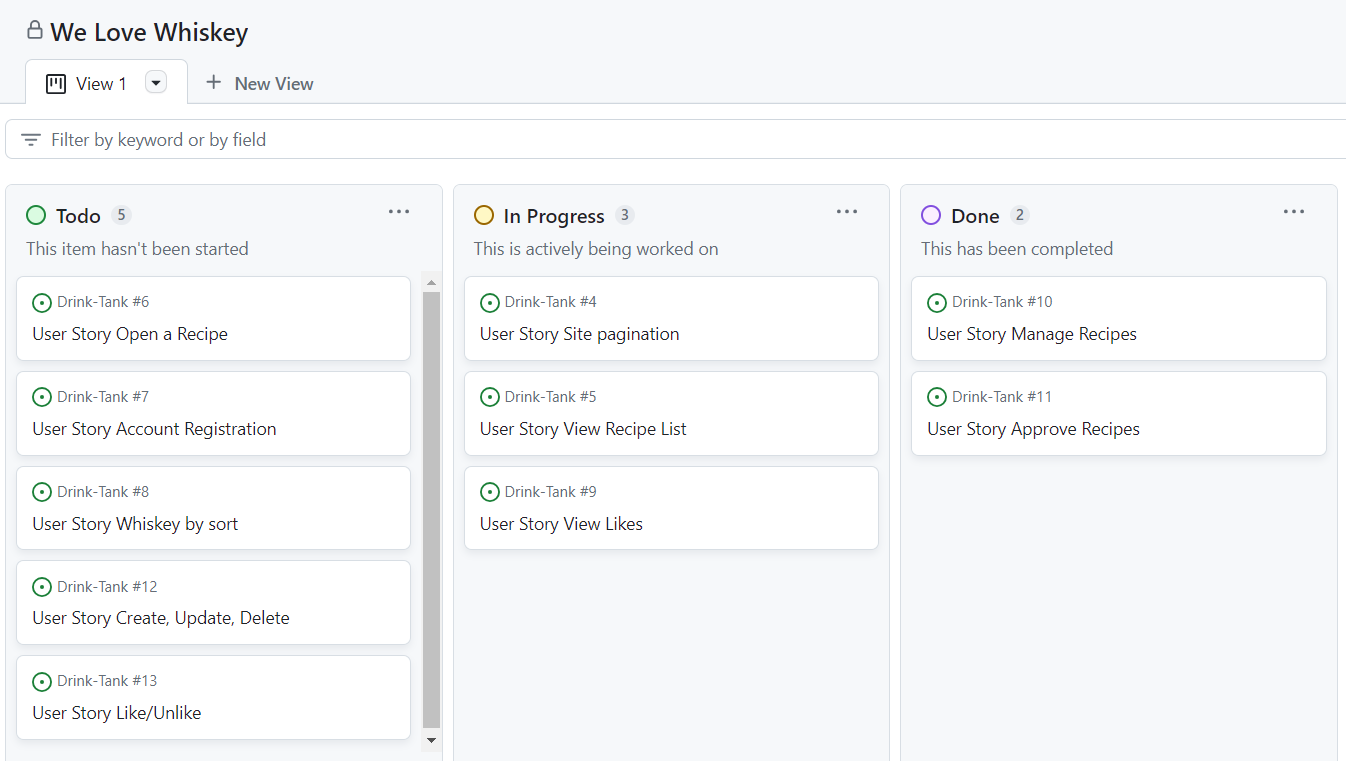 We Love Whiskey
View 1
New View
Filter by keyword or by field
Todo 5
This item hasn't been started
Drink-Tank #6
User Story Open a Recipe
Drink-Tank #7
User Story Account Registration
Drink-Tank #8
User Story Whiskey by sort
Drink-Tank #12
User Story Create, Update, Delete
Drink-Tank #13
User Story Like/Unlike
In Progress 3
This is actively being worked on
Drink-Tank #4
User Story Site pagination
Drink-Tank #5
User Story View Recipe List
Drink-Tank #9
User Story View Likes
Done 2
This has been completed
Drink-Tank #10
User Story Manage Recipes
Drink-Tank #11
User Story Approve Recipes